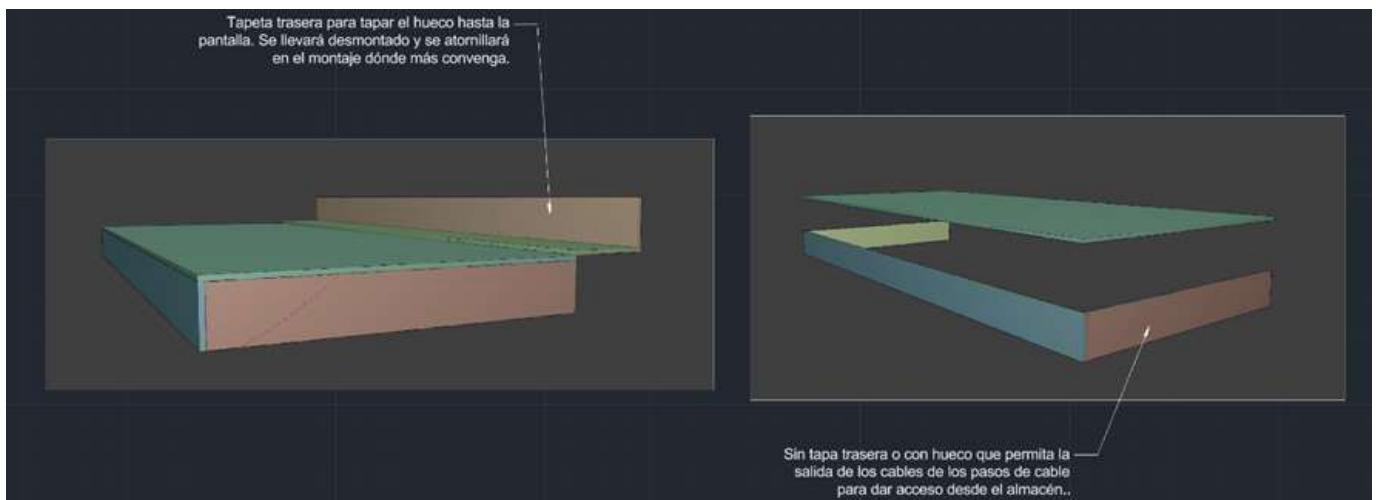 Tapeta trasera para tapar el hueco hasta la
pantalla. Se llevará desmontado y se atornillará
en el montaje dónde más convenga.
Sin tapa trasera o con hueco que permita la
salida de los cables de los pasos de cable
para dar acceso desde el almacén..